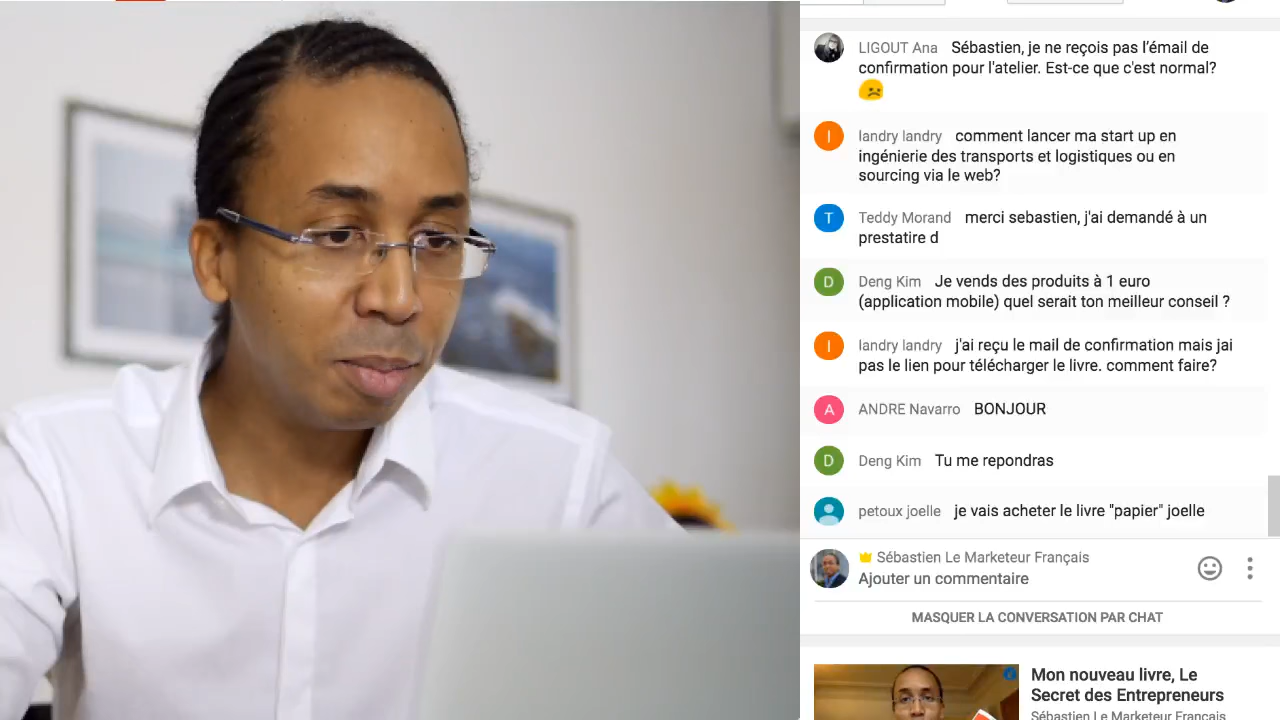 LIGOUT Ana Sébastien, je ne reçois pas l'émail de
confirmation pour l'atelier. Est-ce que c'est normal?
landry landry comment lancer ma start up en
ingénierie des transports et logistiques ou en
sourcing via le web?
T
Teddy Morand merci sebastien, j'ai demandé à un
prestatire d
D
Deng Kim Je vends des produits à 1 euro
(application mobile) quel serait ton meilleur conseil ?
landry landry j'ai reçu le mail de confirmation mais jai
pas le lien pour télécharger le livre. comment faire?
A
ANDRE Navarro BONJOUR
D
Deng Kim Tu me repondras
petoux joelle je vais acheter le livre "papier" joelle
Sébastien Le Marketeur Français
Ajouter un commentaire
MASQUER LA CONVERSATION PAR CHAT
Mon nouveau livre, Le
Secret des Entrepreneurs
Sébastien Le Marketeur Français